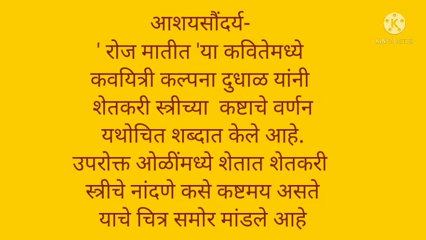 आशयसौंदर्य-
' रोज मातीत 'या कवितेमध्ये
कवयित्री कल्पना दुधाळ यांनी
शेतकरी स्त्रीच्या  कष्टाचे वर्णन
यथोचित शब्दात केले आहे.
उपरोक्त ओळींमध्ये शेतात शेतकरी
स्त्रीचे नांदणे कसे कष्टमय असते
याचे चित्र समोर मांडले आहे